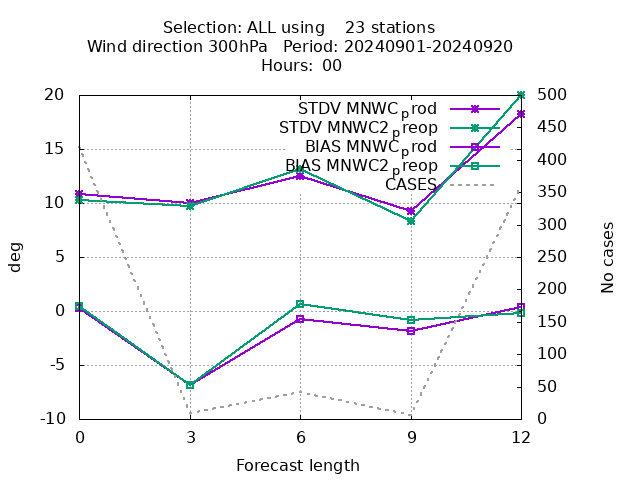 Selection: ALL using    23 stations
Wind direction 300hPa   Period: 20240901-20240920
Hours: 00
20
15
10
5
0
-5
-10
deg
STDV MNWC_prod
STDV MNWC2_preop
BIAS MNWC_prod
BIAS MNWC2_preop
CASES
500
450
400
350
300
250
200
150
100
50
0
No cases
0 3 6 9 12
Forecast length